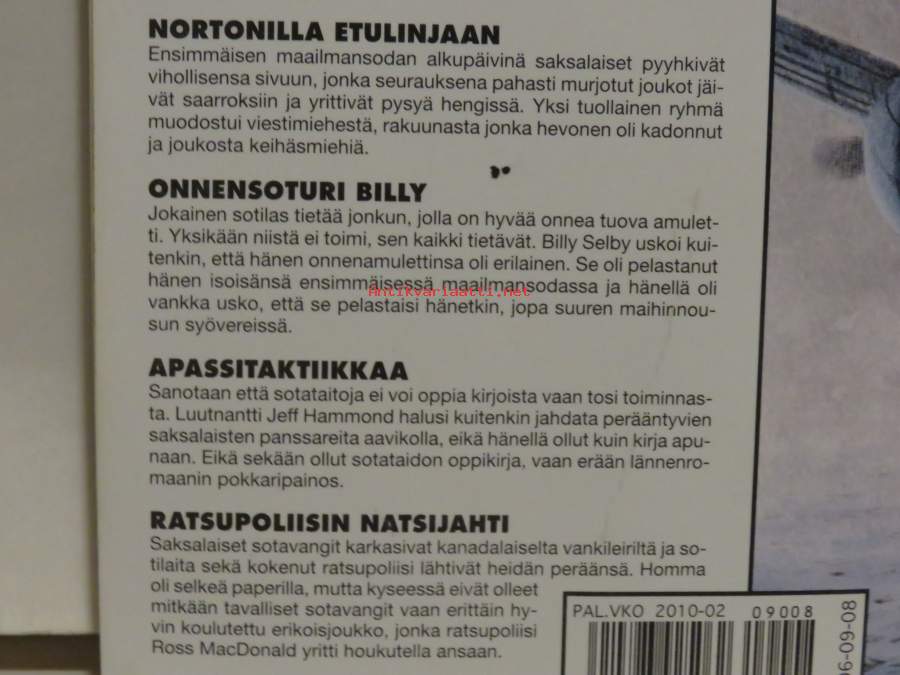 NORTONILLA ETULINJAAN
Ensimmäisen maailmansodan alkupäivinä saksalaiset pyyhkivät
vihollisensa sivuun, jonka seurauksena pahasti murjotut joukot jäi-
vät saarroksiin ja yrittivät pysyä hengissä. Yksi tuollainen ryhmä
muodostui viestimiehestä, rakuunasta jonka hevonen oli kadonnut
ja joukosta keihäsmiehiä.
ONNENSOTURI BILLY
Jokainen sotilas tietää jonkun, jolla on hyvää onnea tuova amulet-
ti. Yksikään niistä ei toimi, sen kaikki tietävät. Billy Selby uskoi kui-
tenkin, että hänen onnenamulettinsa oli erilainen. Se oli pelastanut
hänen isoisänsä ensimmäisessä maailmansodassa ja hänellä oli
Antikvariaatti.net
vankka usko, että se pelastaisi hänetkin, jopa suuren maihinnou-
sun syövereissä.
APASSITAKTIIKKAA
Sanotaan että sotataitoja ei voi oppia kirjoista vaan tosi toiminnas-
ta. Luutnantti Jeff Hammond halusi kuitenkin jahdata perääntyvien
saksalaisten panssareita aavikolla, eikä hänellä ollut kuin kirja apu-
naan. Eikä sekään ollut sotataidon oppikirja, vaan erään lännenro-
maanin pokkaripainos.
RATSUPOLIISIN NATSIJAHTI
Saksalaiset sotavangit karkasivat kanadalaiselta vankileiriltä ja so-
tilaita sekä kokenut ratsupoliisi lähtivät heidän peräänsä. Homma
oli selkeä paperilla, mutta kyseessä eivät olleet
mitkään tavalliset sotavangit vaan erittäin hy-
vin koulutettu erikoisjoukko, jonka ratsupoliisi
Ross MacDonald yritti houkutella ansaan.
PAL.VKO 2010-02 09008
06-09-08